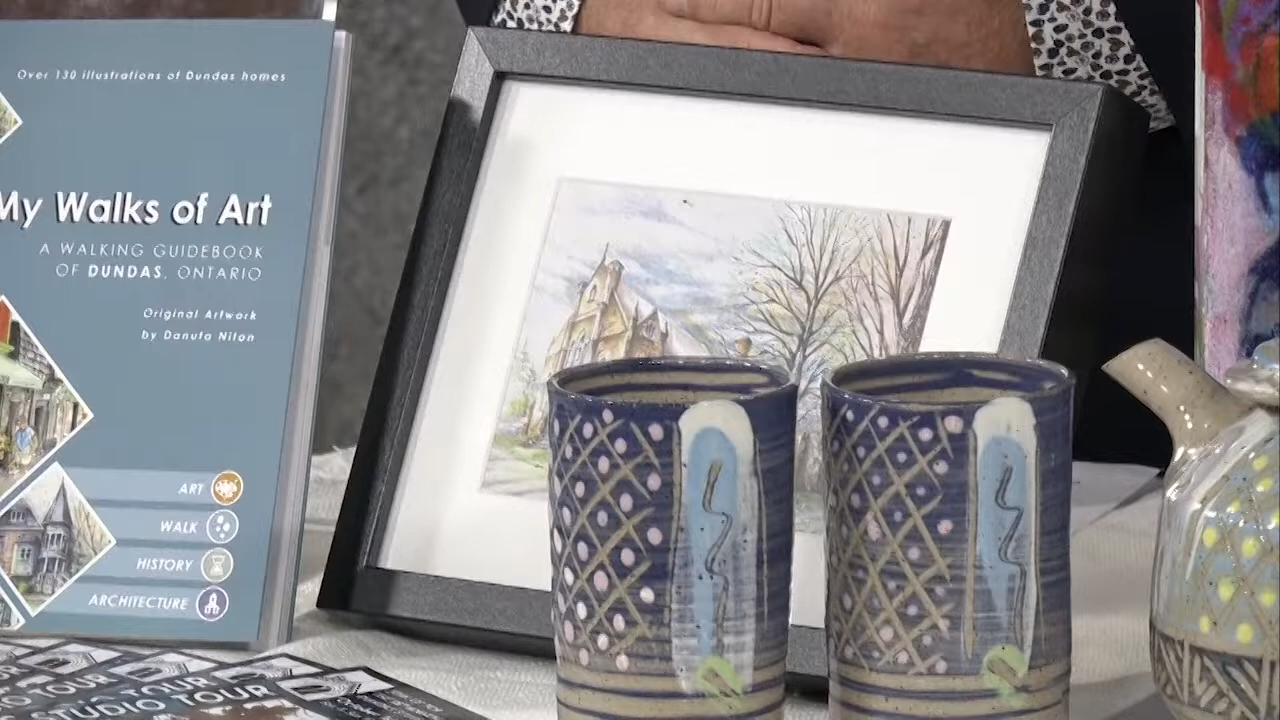 Over 130 illustrations of Dundas homes
My Walks of Art
A WALKING GUIDEBOOK
OF DUNDAS, ONTARIO
Original Artwork
by Danuta Niton
ART
WALK
HISTORY
ARCHITECTURE
TOUR
STUDIO TOUR